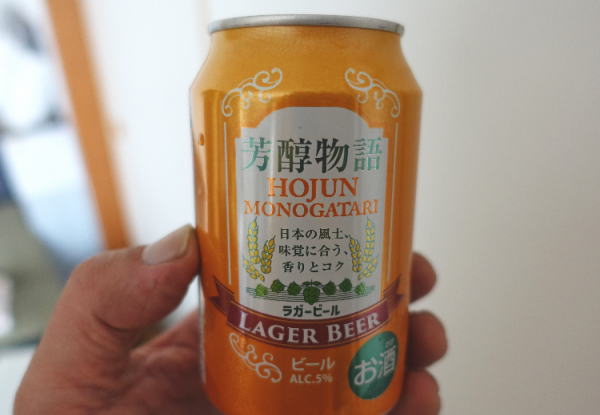 芳醇物語
HOJUN
MONOGATARI
日本の風土、
味覚に合う、
香りとコク
ラガービール
LAGER BEER
ビール
ALC.5%
お酒